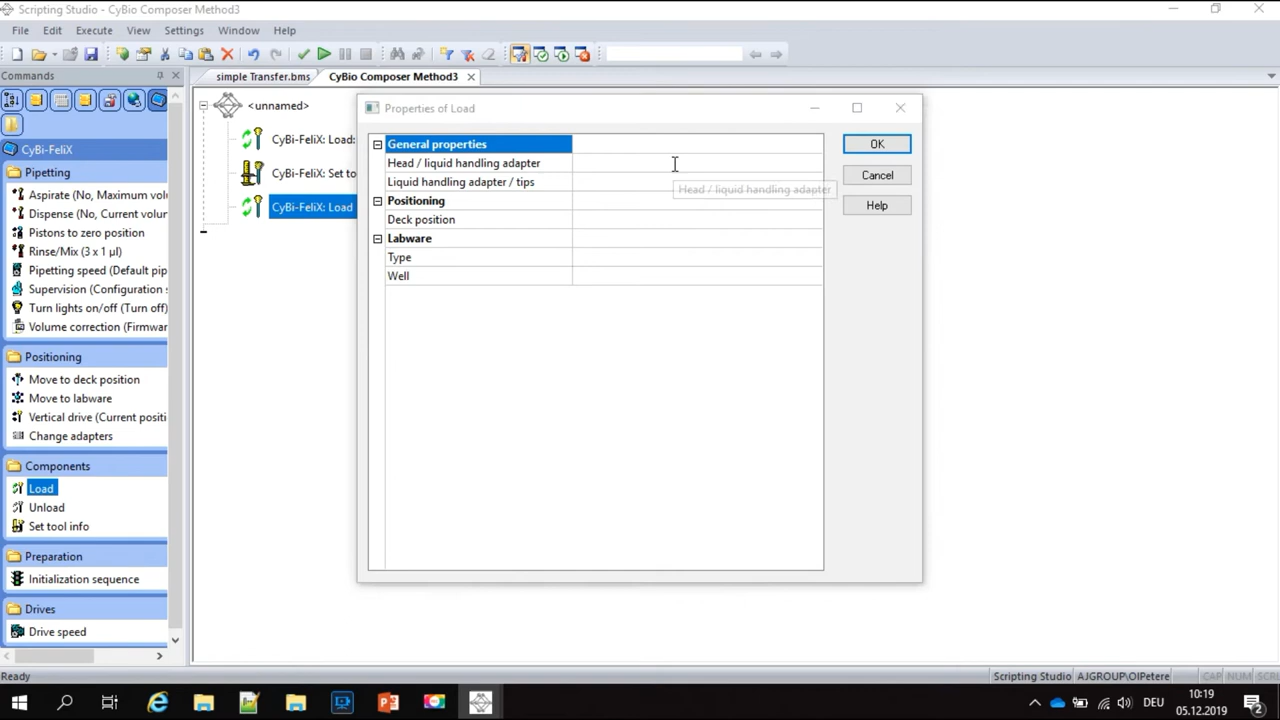 Scripting Studio - CyBio Composer Method3
File Edit Execute View Settings Window Help
Commands
simple Transfer.bms CyBio Composer Method3
CyBi-FeliX
Pipetting
Aspirate (No, Maximum volu
Dispense (No, Current volum
Pistons to zero position
Rinse/Mix (3 x 1 µl)
Pipetting speed (Default pip
Supervision (Configuration s
Turn lights on/off (Turn off)
Volume correction (Firmwar
Positioning
Move to deck position
Move to labware
Vertical drive (Current positi
Change adapters
Components
Load
Unload
Set tool info
Preparation
Initialization sequence
Drives
Drive speed
<unnamed>
CyBi-FeliX: Load:
CyBi-FeliX: Set to
CyBi-FeliX: Load
Properties of Load
General properties
Head / liquid handling adapter
Liquid handling adapter / tips
Positioning
Deck position
Labware
Type
Well
Head / liquid handling adapter
OK
Cancel
Help
Ready
Scripting Studio AJGROUP\OIPetere CAP NUM SCRL
DEU
10:19
05.12.2019
2